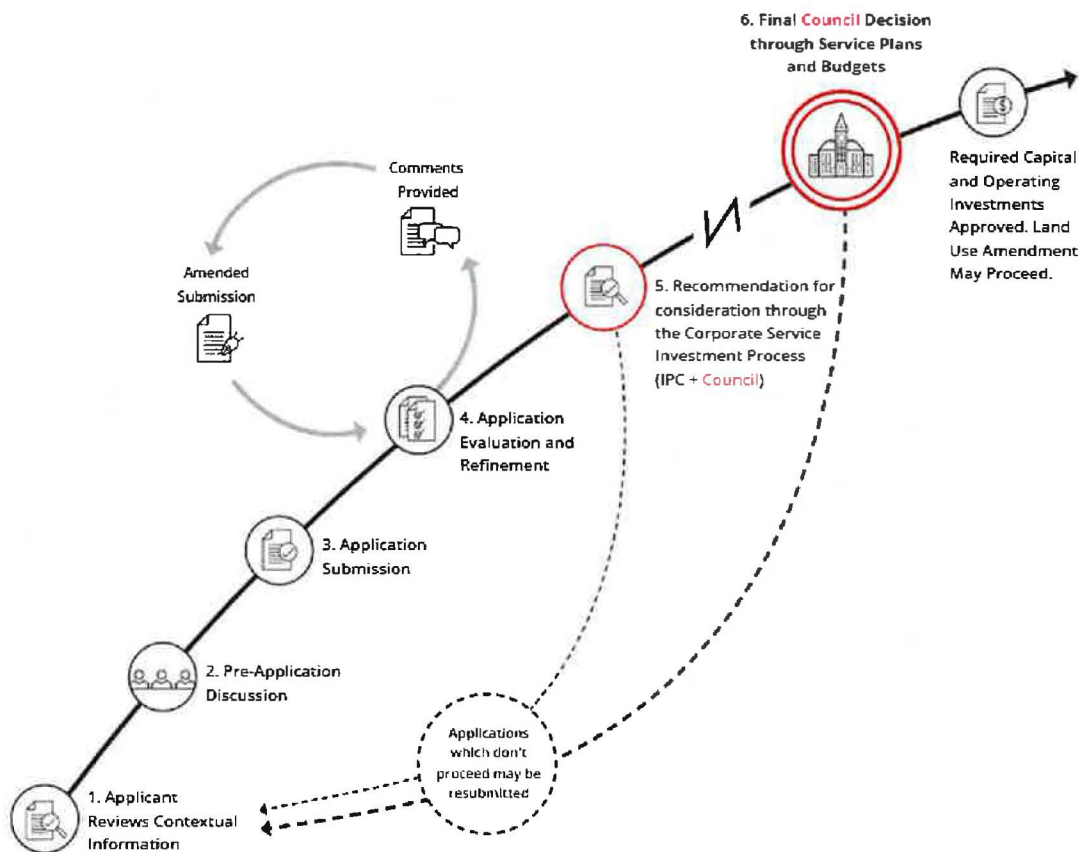 6. Final Council Decision
through Service Plans
and Budgets
Required Capital
and Operating
Investments
Approved. Land
Use Amendment
May Proceed.
Comments
Provided
Amended
Submission
5. Recommendation for
consideration through
the Corporate Service
Investment Process
(IPC + Council)
4. Application
Evaluation and
Refinement
3. Application
Submission
2. Pre-Application
Discussion
Applications
which don't
proceed may be
resubmitted
1. Applicant
Reviews Contextual
Information